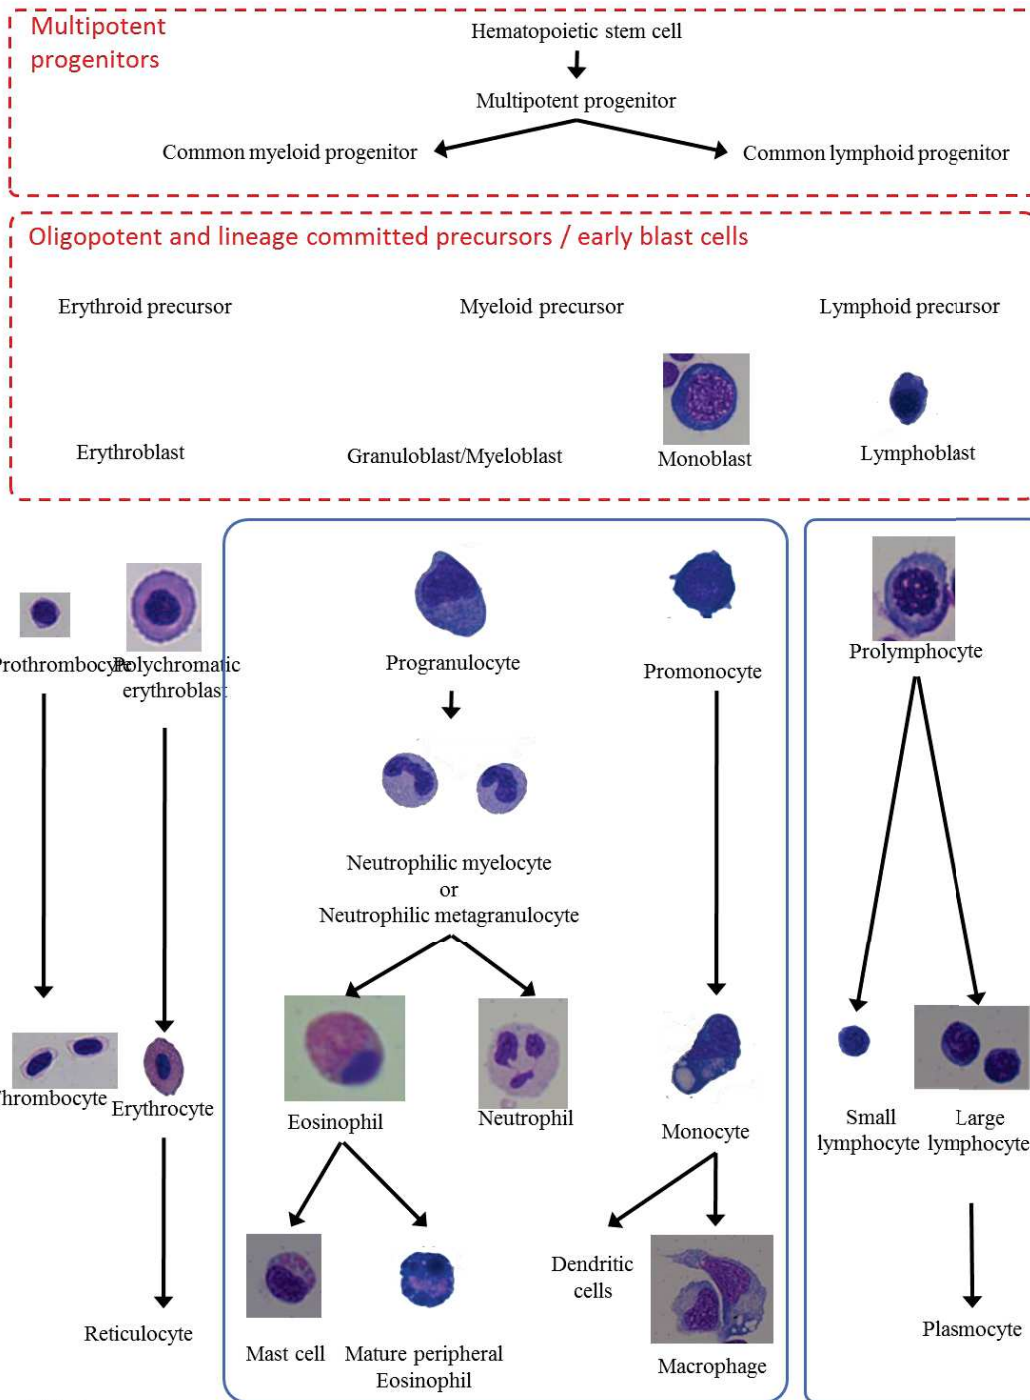 Multipotent
progenitors
Hematopoietic stem cell
Multipotent progenitor
Common myeloid progenitor
Common lymphoid progenitor
Oligopotent and lineage committed precursors / early blast cells
Erythroid precursor
Myeloid precursor
Lymphoid precursor
Erythroblast
Granuloblast/Myeloblast
Monoblast
Lymphoblast
Prothrombocyte
Polychromatic
erythroblast
Progranulocyte
Promonocyte
Prolymphocyte
Neutrophilic myelocyte
or
Neutrophilic metagranulocyte
Thrombocyte
Erythrocyte
Eosinophil
Neutrophil
Monocyte
Small
lymphocyte
Large
lymphocyte
Reticulocyte
Mast cell
Mature peripheral
Eosinophil
Dendritic
cells
Macrophage
Plasmocyte